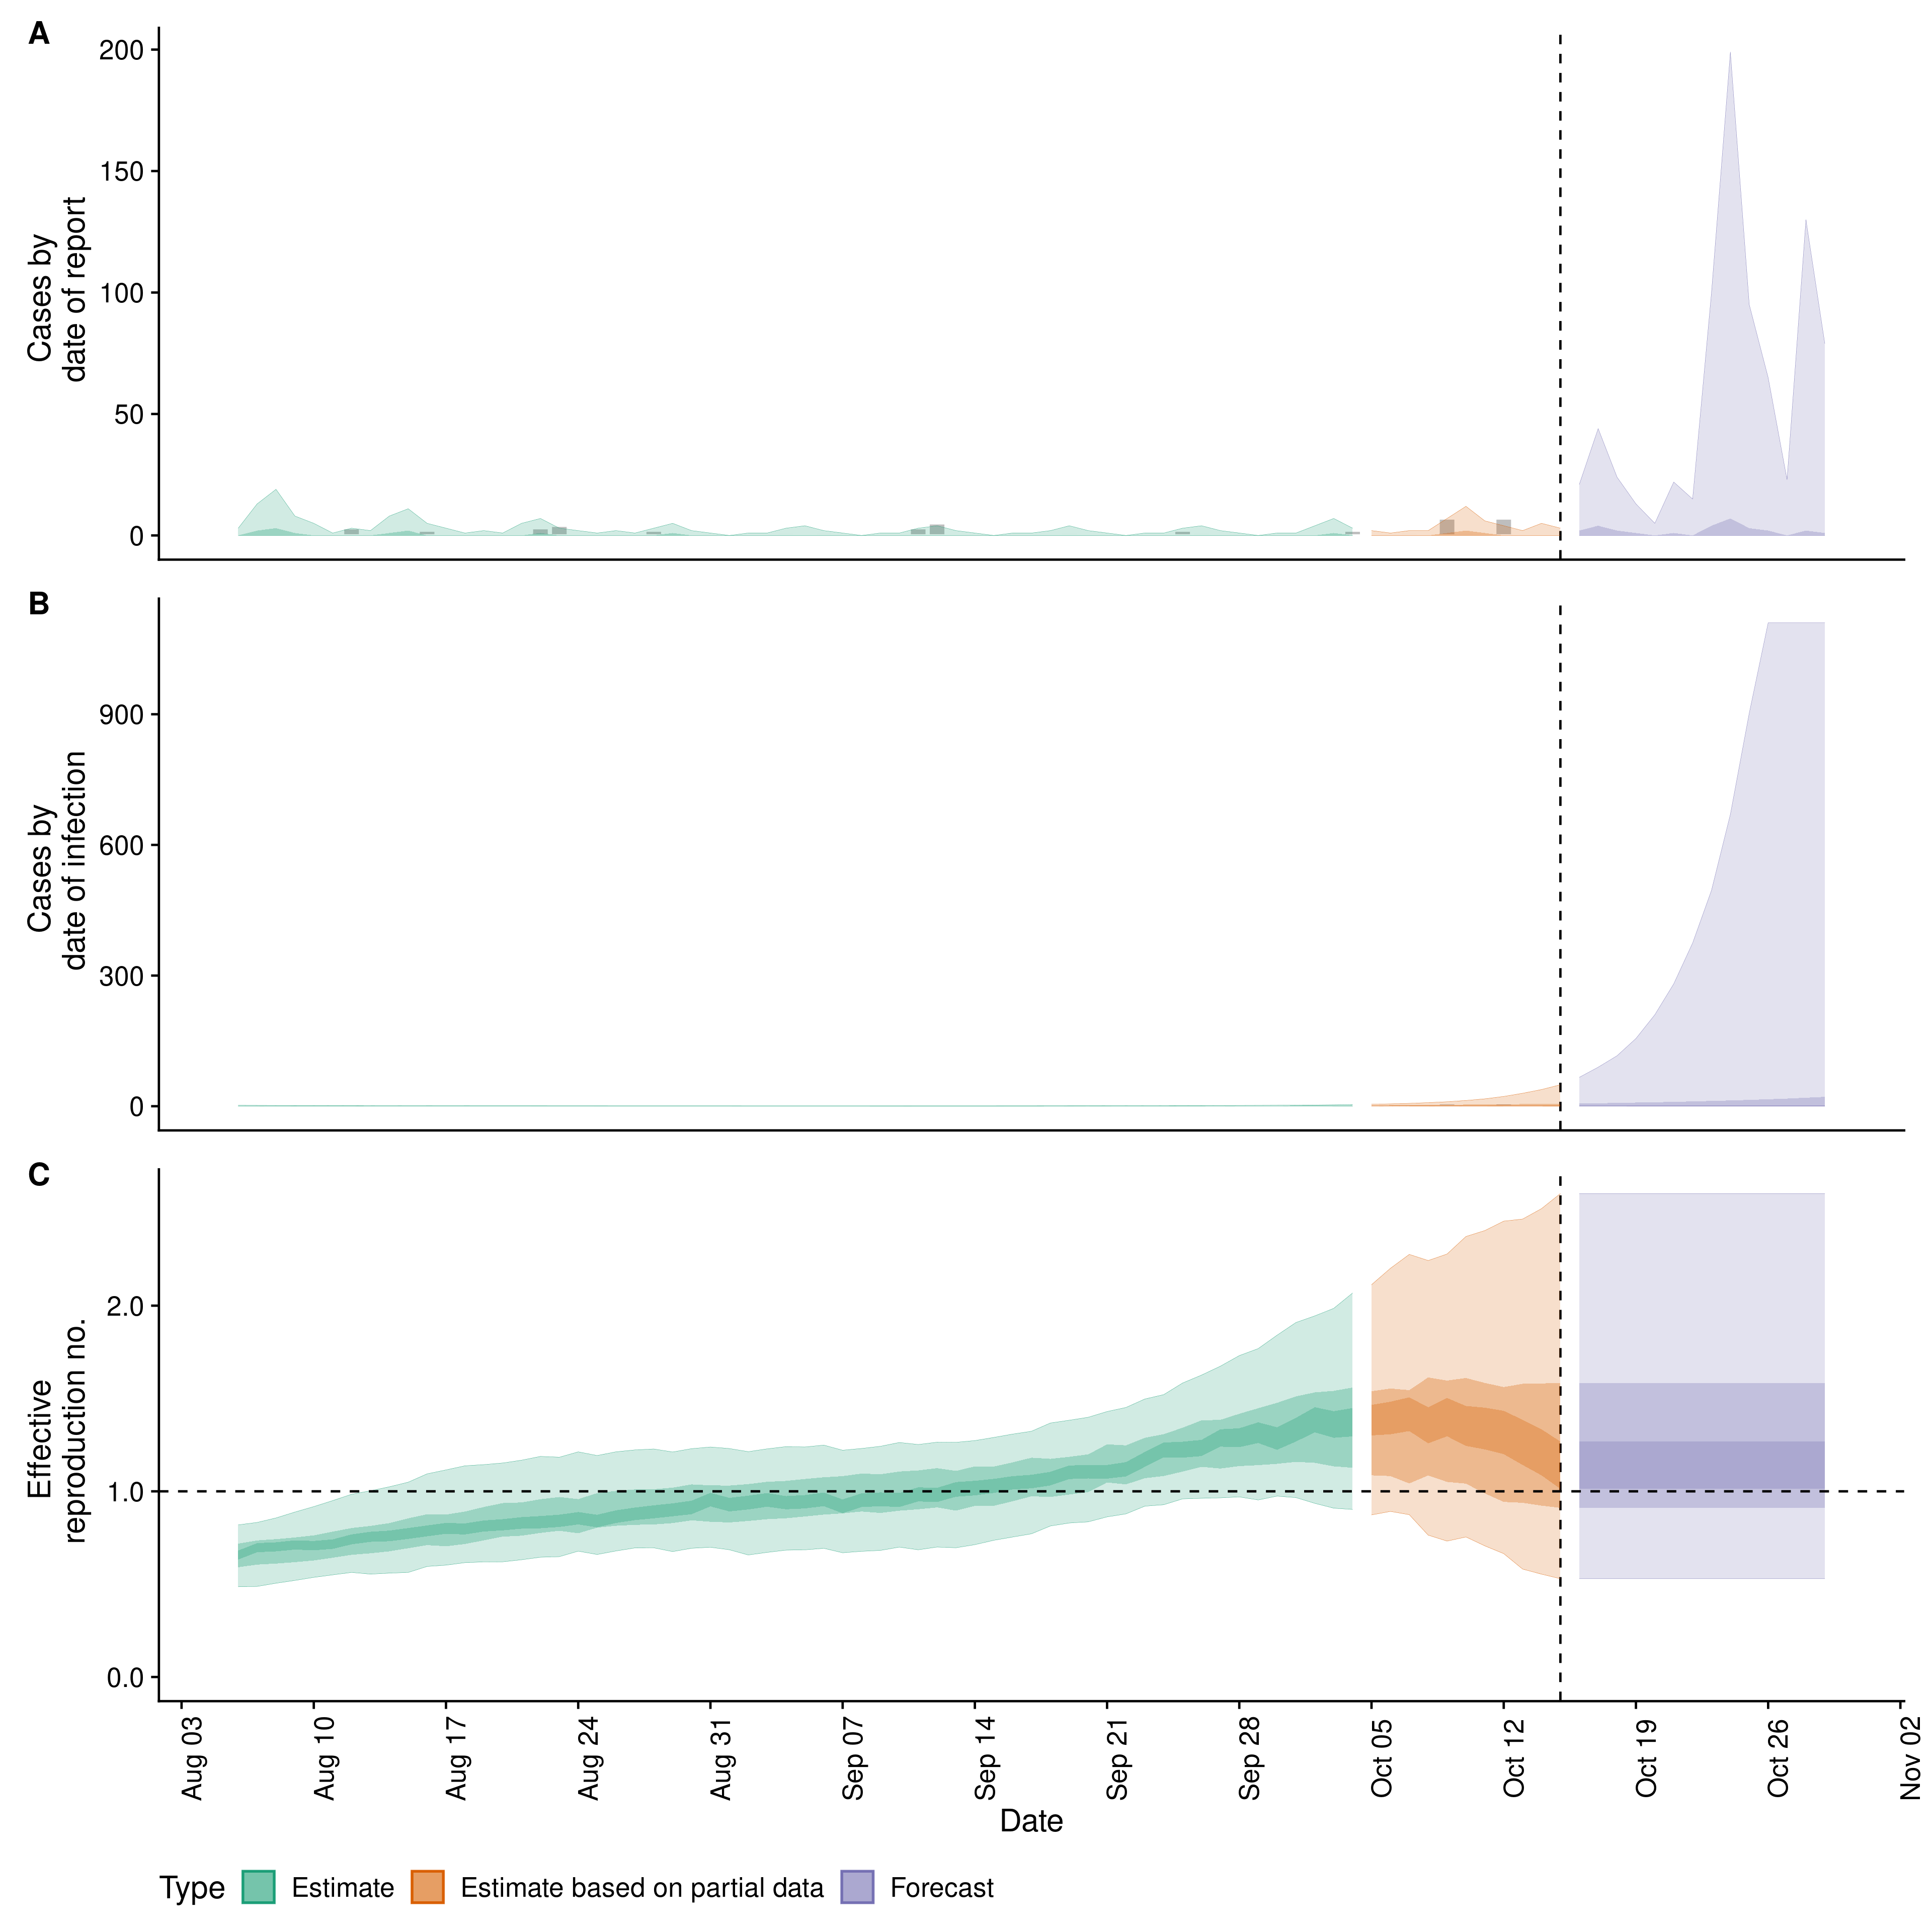 A
200
150
100
50
0
Cases by
date of report
B
900
600
300
0
Cases by
date of infection
C
2.0
1.0
0.0
Effective
reproduction no.
Aug 03
Aug 10
Aug 17
Aug 24
Aug 31
Sep 07
Sep 14
Sep 21
Sep 28
Oct 05
Oct 12
Oct 19
Oct 26
Nov 02
Date
Type Estimate Estimate based on partial data Forecast